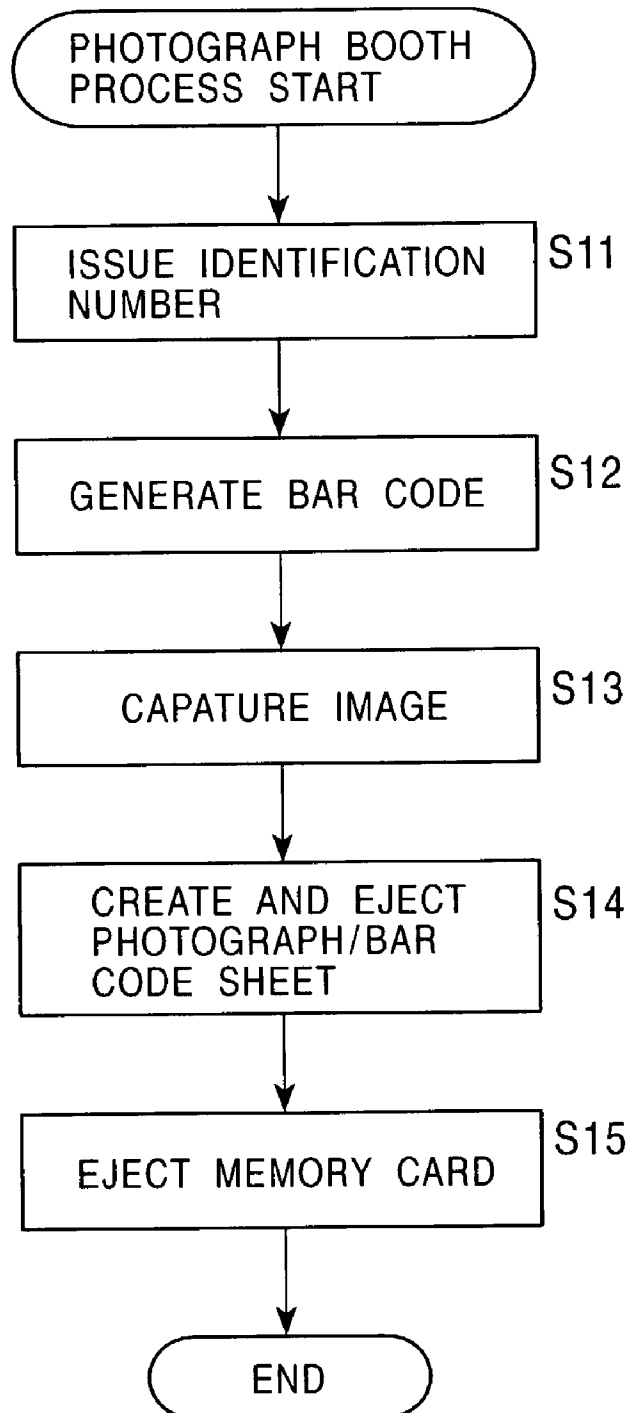 PHOTOGRAPH BOOTH
PROCESS START
ISSUE IDENTIFICATION
NUMBER
S11
GENERATE BAR CODE
S12
CAPATURE IMAGE
S13
CREATE AND EJECT
PHOTOGRAPH/BAR
CODE SHEET
S14
EJECT MEMORY CARD
S15
END